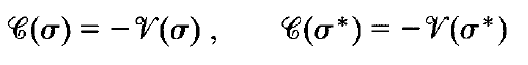 𝒞(σ) = −𝒱(σ) , 𝒞(σ*) = −𝒱(σ*)